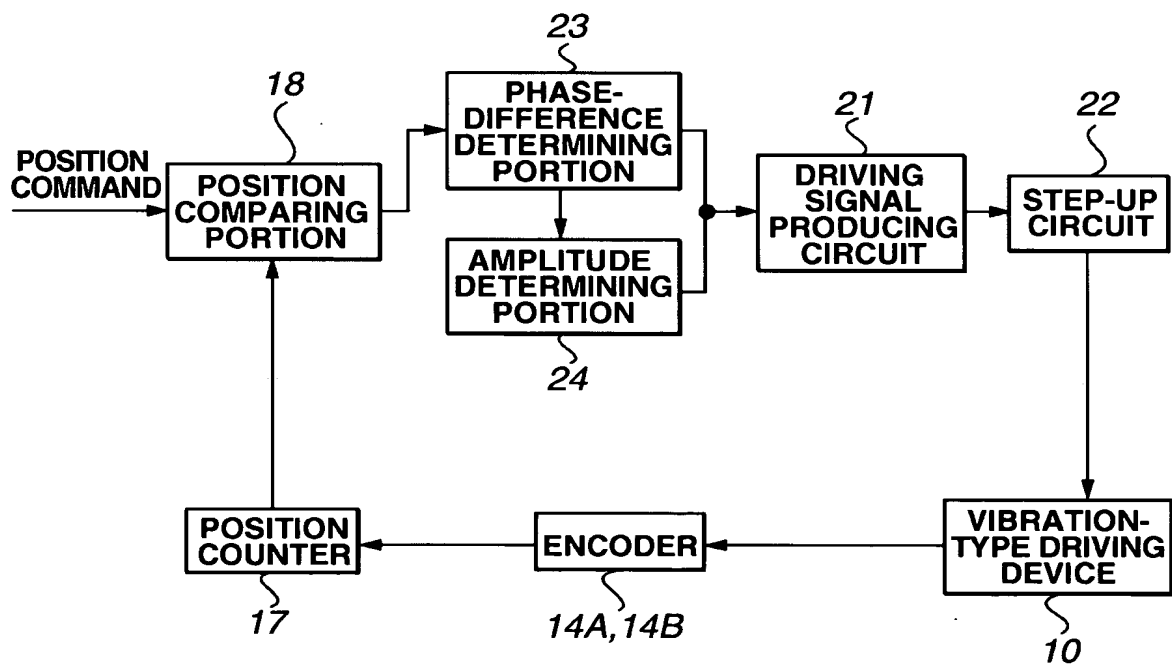 23
18
PHASE-
DIFFERENCE
DETERMINING
PORTION
21
22
POSITION
COMMAND
POSITION
COMPARING
PORTION
DRIVING
SIGNAL
PRODUCING
CIRCUIT
STEP-UP
CIRCUIT
AMPLITUDE
DETERMINING
PORTION
24
POSITION
COUNTER
17
ENCODER
14A, 14B
VIBRATION-
TYPE DRIVING
DEVICE
10